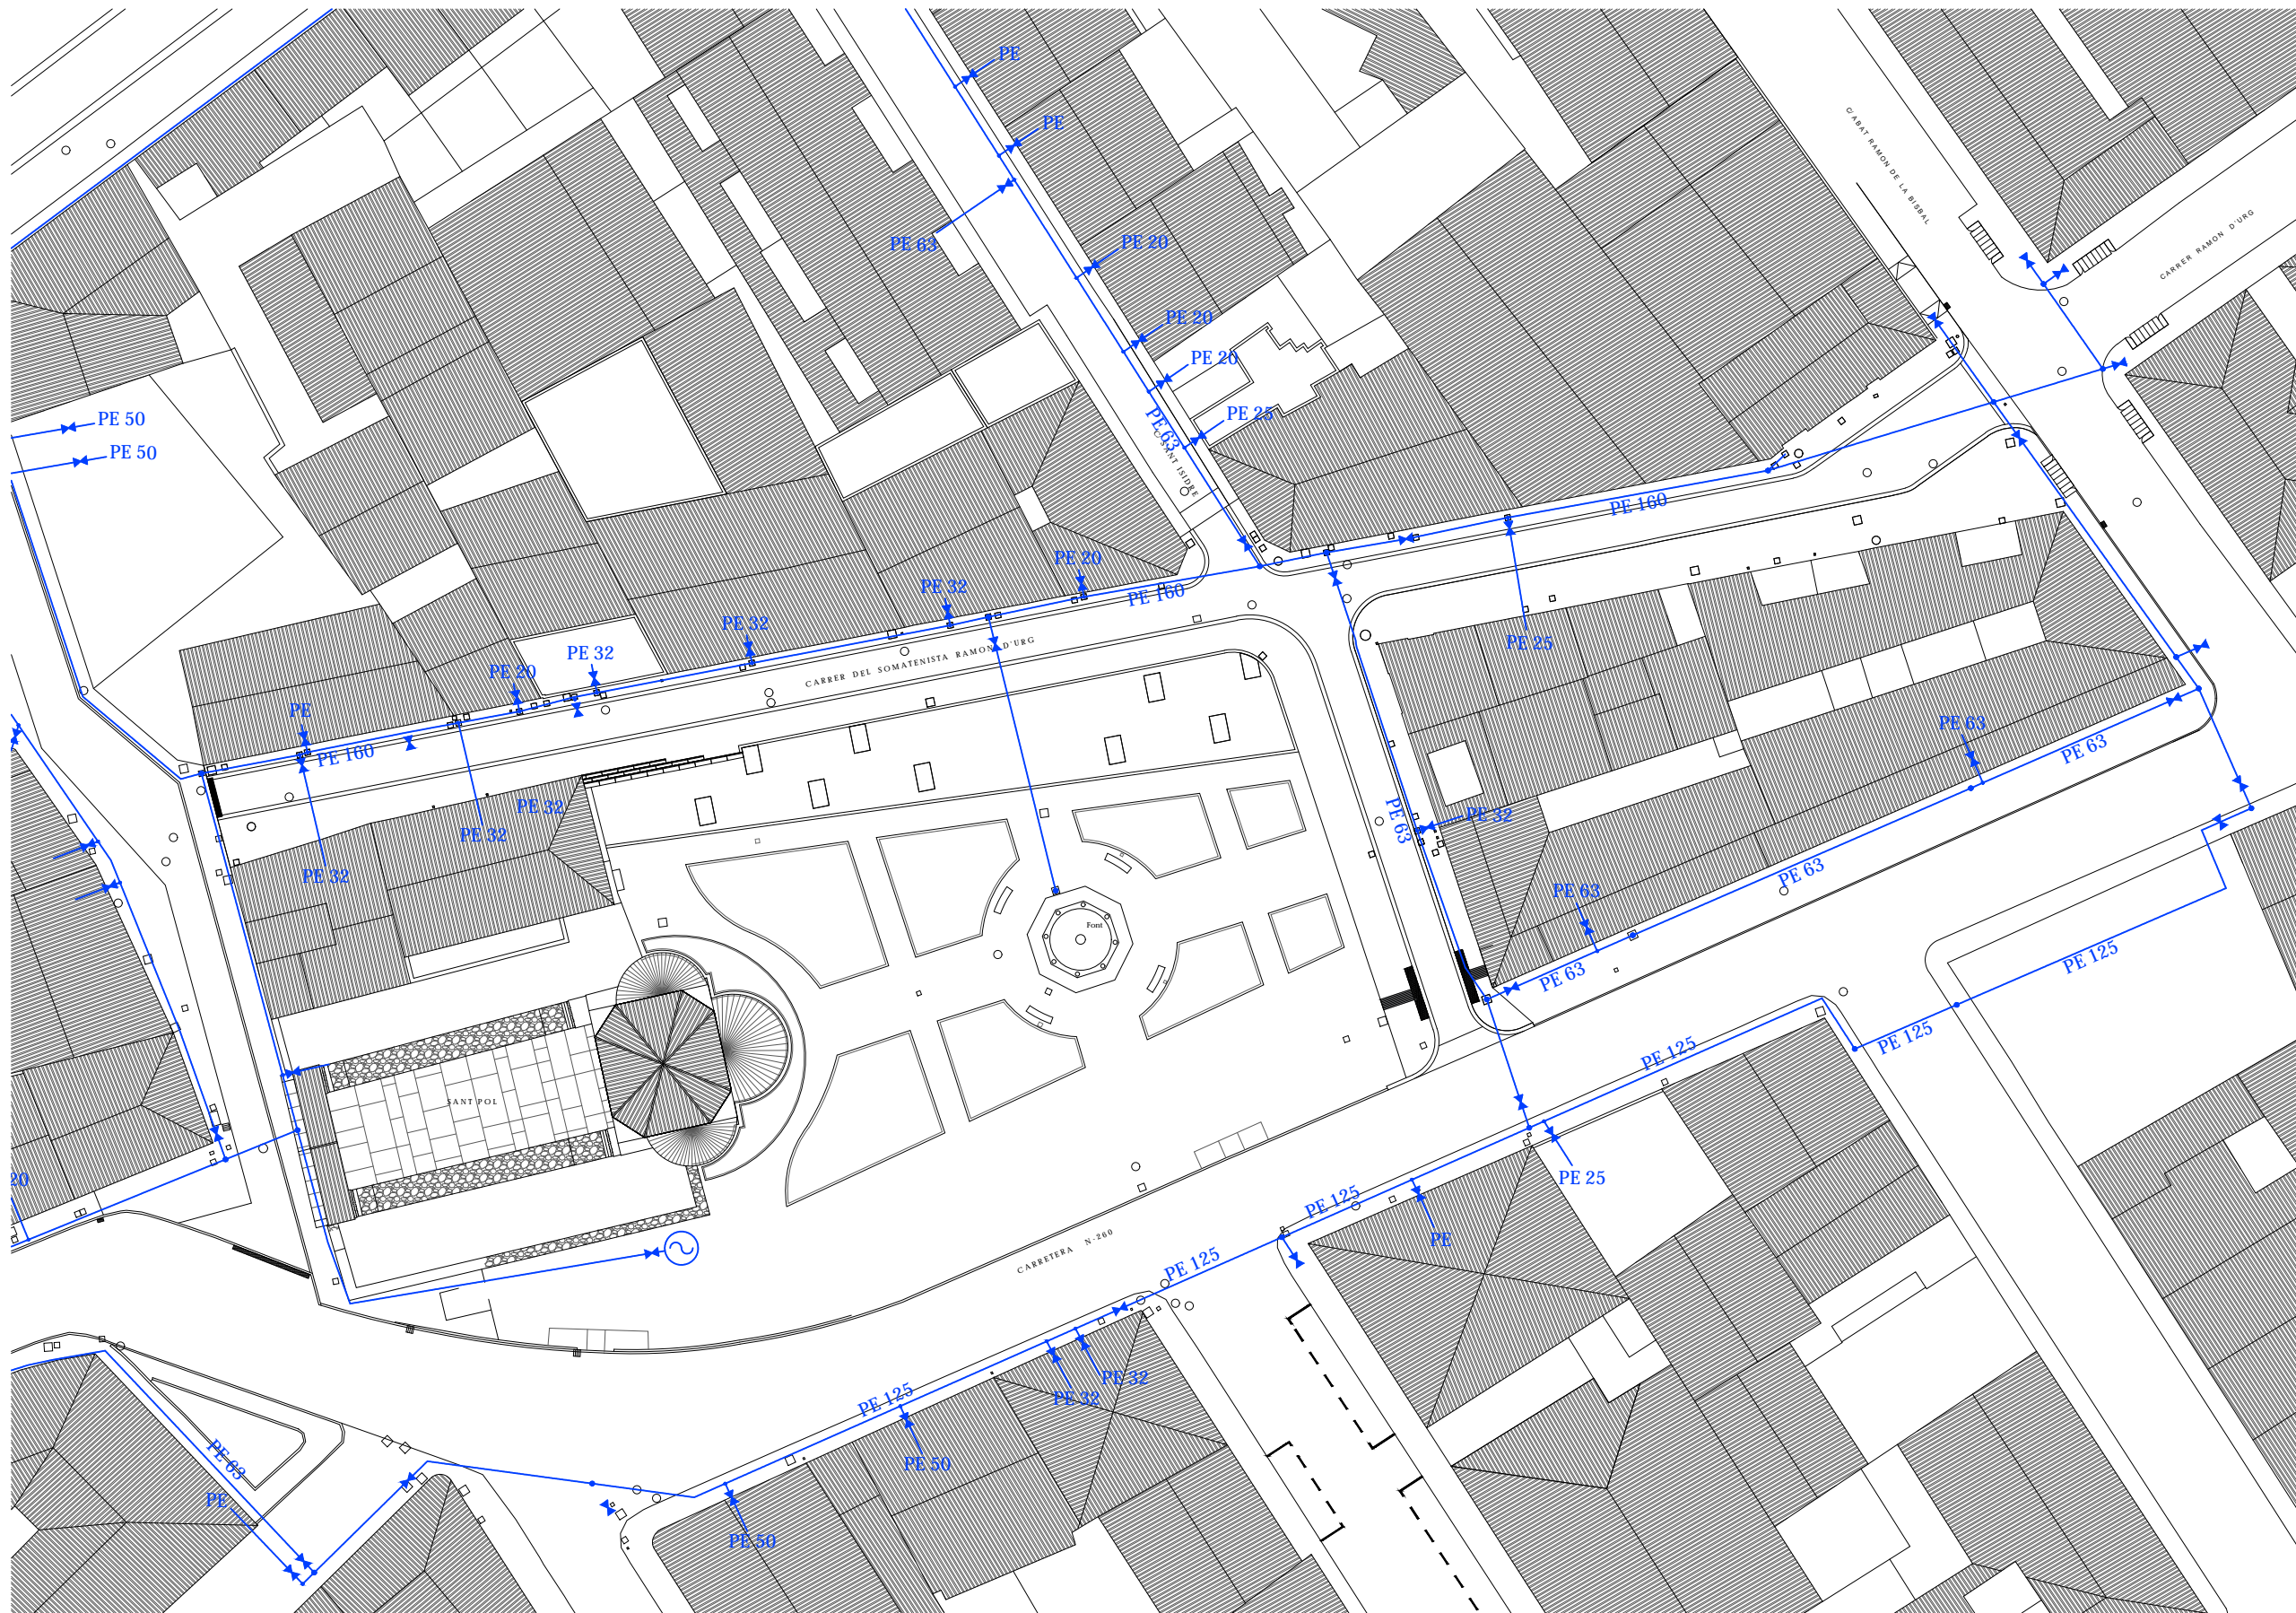 PE
PE
C/ ABAT RAMON DE LA BISBAL
CARRER RAMON D'URG
PE 63
PE 20
PE 20
PE 20
PE 25
PE 63
C/ SANT ISIDRE
PE 50
PE 50
PE 160
PE 20
PE 32
PE 160
PE 32
PE 32
PE 20
PE
PE 160
CARRER DEL SOMATENISTA RAMON D'URG
PE 25
PE 63
PE 63
PE 32
PE 32
PE 32
PE 63
PE 32
PE 63
PE 63
PE 63
Font
PE 125
PE 125
PE 125
SANT POL
20
PE 25
PE 125
PE
CARRETERA N-260
PE 125
PE 32
PE 32
PE 125
PE 50
PE 63
PE
PE 50